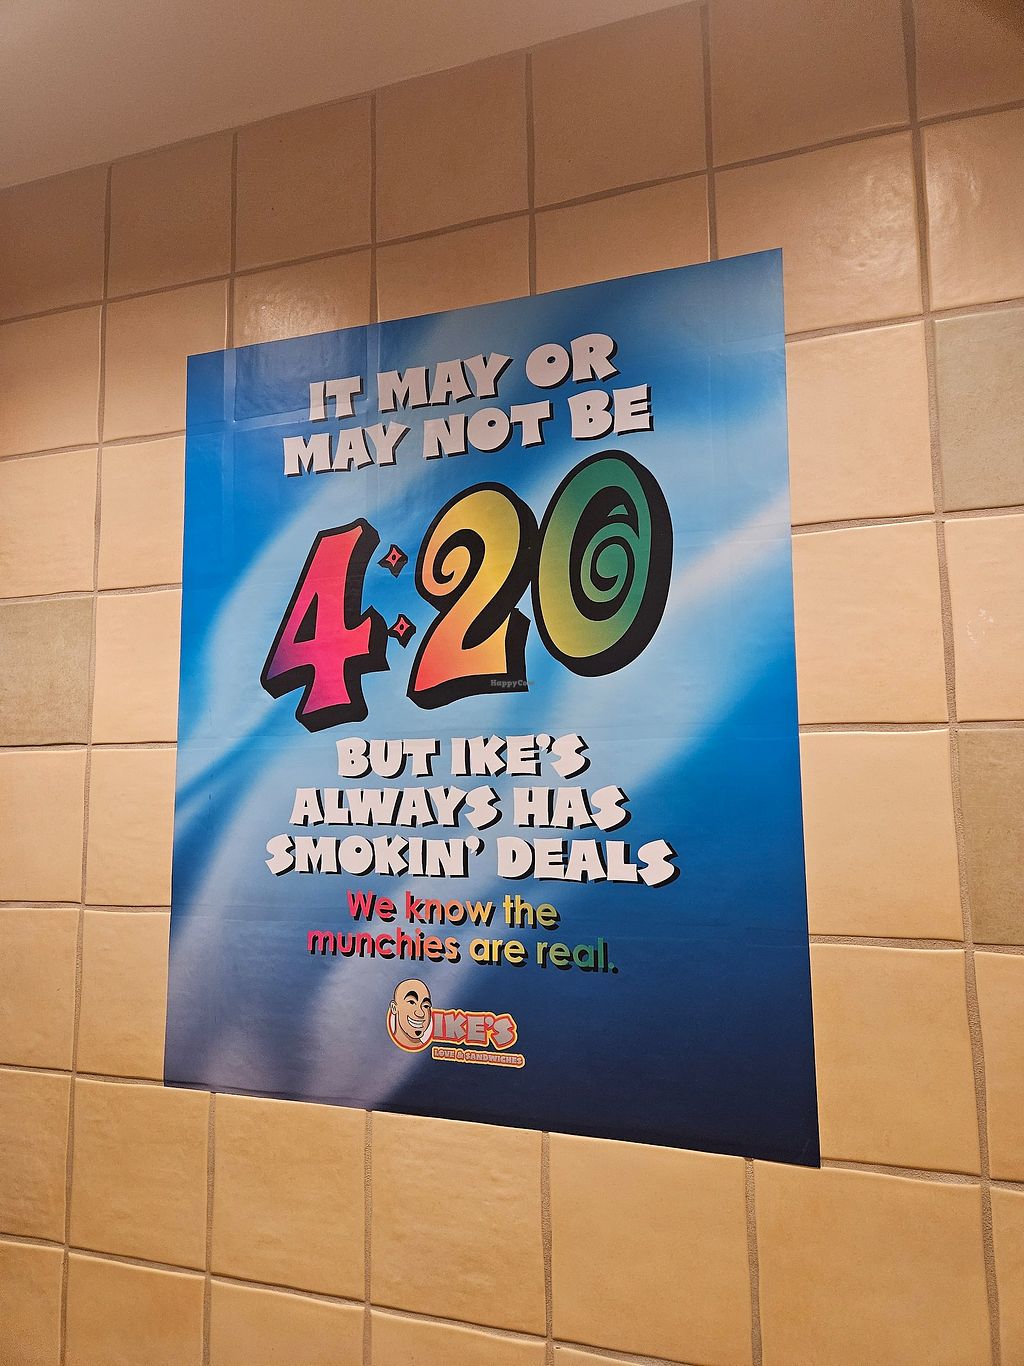 IT MAY OR
MAY NOT BE
4:20
HappyCow
BUT IKE'S
ALWAYS HAS
SMOKIN' DEALS
We know the
munchies are real.
IKE'S
LOVE & SANDWICHES